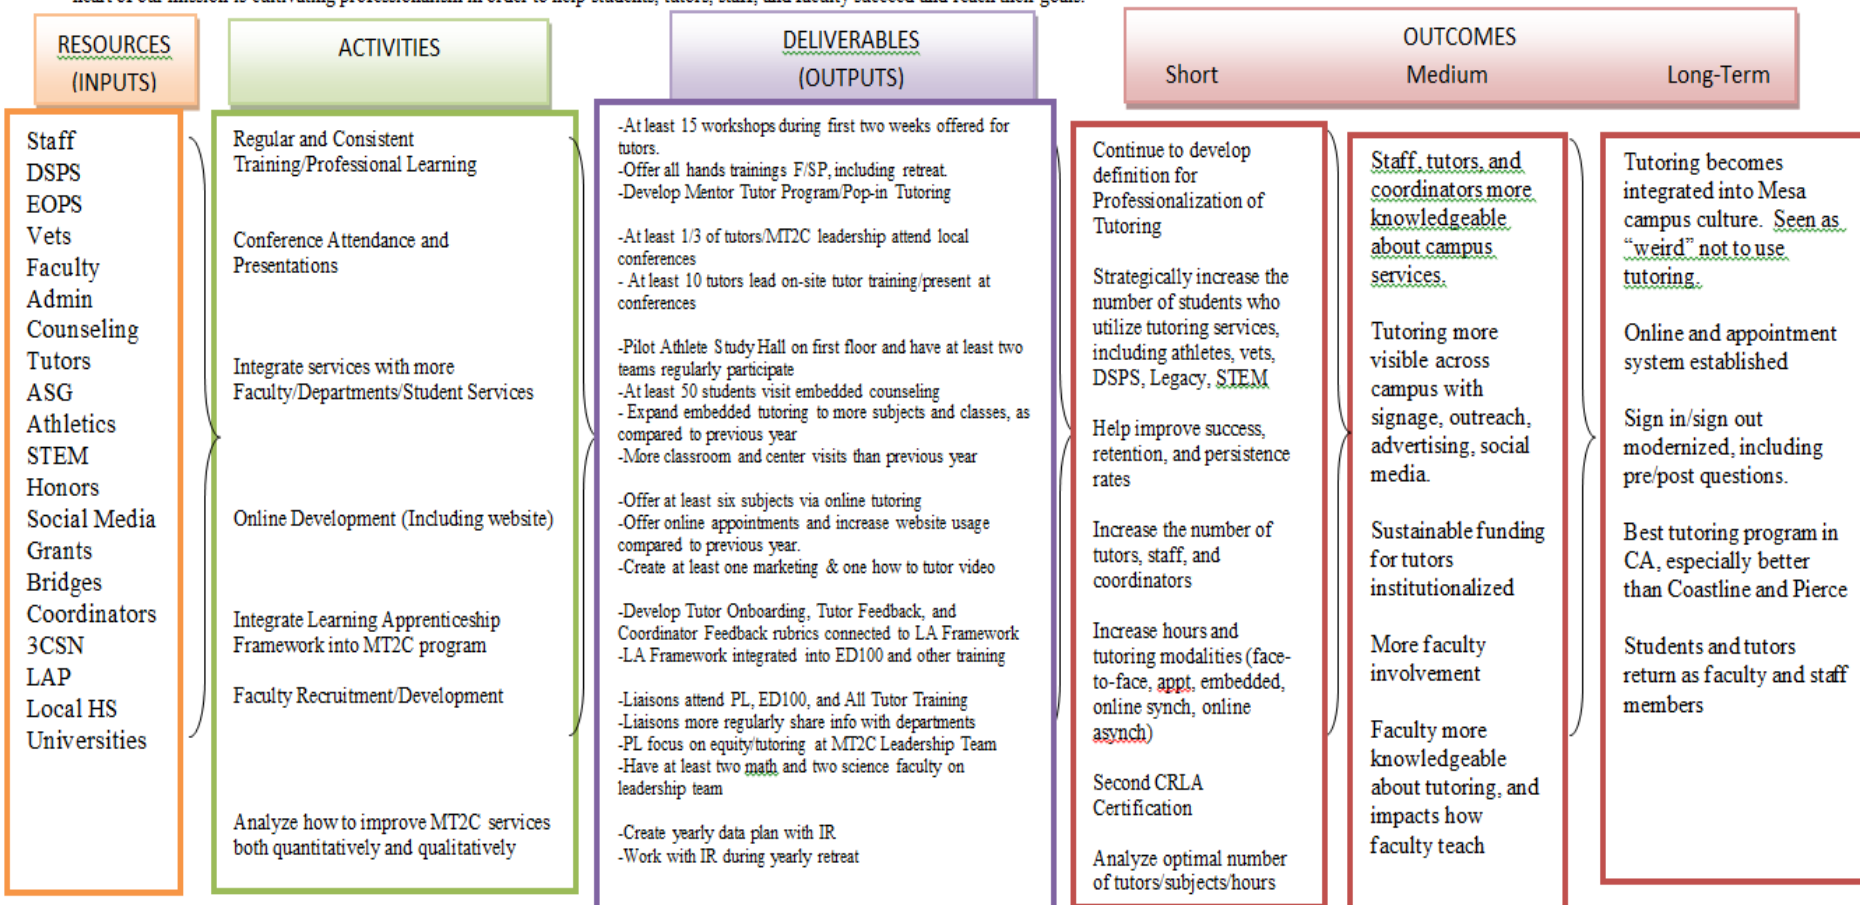 heart of our mission is cultivating professionalism in order to help students, tutors, staff, and faculty succeed and reach their goals.
RESOURCES
(INPUTS)
ACTIVITIES
DELIVERABLES
(OUTPUTS)
OUTCOMES
Short Medium Long-Term
Staff
DSPS
EOPS
Vets
Faculty
Admin
Counseling
Tutors
ASG
Athletics
STEM
Honors
Social Media
Grants
Bridges
Coordinators
3CSN
LAP
Local HS
Universities
Regular and Consistent
Training/Professional Learning
Conference Attendance and
Presentations
Integrate services with more
Faculty/Departments/Student Services
Online Development (Including website)
Integrate Learning Apprenticeship
Framework into MT2C program
Faculty Recruitment/Development
Analyze how to improve MT2C services
both quantitatively and qualitatively
-At least 15 workshops during first two weeks offered for
tutors.
-Offer all hands trainings F/SP, including retreat.
-Develop Mentor Tutor Program/Pop-in Tutoring
-At least 1/3 of tutors/MT2C leadership attend local
conferences
- At least 10 tutors lead on-site tutor training/present at
conferences
-Pilot Athlete Study Hall on first floor and have at least two
teams regularly participate
-At least 50 students visit embedded counseling
- Expand embedded tutoring to more subjects and classes, as
compared to previous year
-More classroom and center visits than previous year
-Offer at least six subjects via online tutoring
-Offer online appointments and increase website usage
compared to previous year.
-Create at least one marketing & one how to tutor video
-Develop Tutor Onboarding, Tutor Feedback, and
Coordinator Feedback rubrics connected to LA Framework
-LA Framework integrated into ED100 and other training
-Liaisons attend PL, ED100, and All Tutor Training
-Liaisons more regularly share info with departments
-PL focus on equity/tutoring at MT2C Leadership Team
-Have at least two math and two science faculty on
leadership team
-Create yearly data plan with IR
-Work with IR during yearly retreat
Continue to develop
definition for
Professionalization of
Tutoring
Strategically increase the
number of students who
utilize tutoring services,
including athletes, vets,
DSPS, Legacy, STEM
Help improve success,
retention, and persistence
rates
Increase the number of
tutors, staff, and
coordinators
Increase hours and
tutoring modalities (face-
to-face, appt, embedded,
online synch, online
asynch)
Second CRLA
Certification
Analyze optimal number
of tutors/subjects/hours
Staff, tutors, and
coordinators more
knowledgeable
about campus
services.
Tutoring more
visible across
campus with
signage, outreach,
advertising, social
media.
Sustainable funding
for tutors
institutionalized
More faculty
involvement
Faculty more
knowledgeable
about tutoring, and
impacts how
faculty teach
Tutoring becomes
integrated into Mesa
campus culture. Seen as
“weird” not to use
tutoring.
Online and appointment
system established
Sign in/sign out
modernized, including
pre/post questions.
Best tutoring program in
CA, especially better
than Coastline and Pierce
Students and tutors
return as faculty and staff
members